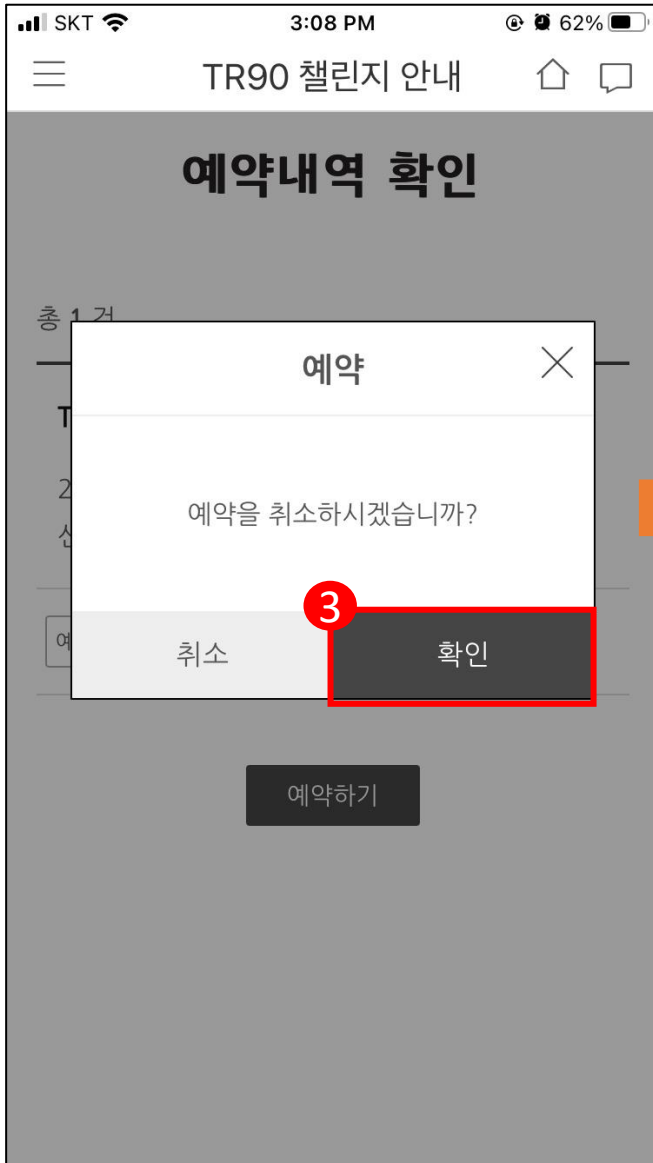 SKT 3:08 PM 62%
TR90 챌린지 안내
예약내역 확인
총 1 건
예약
T
2
예약을 취소하시겠습니까?
3
예
취소 확인
예약하기